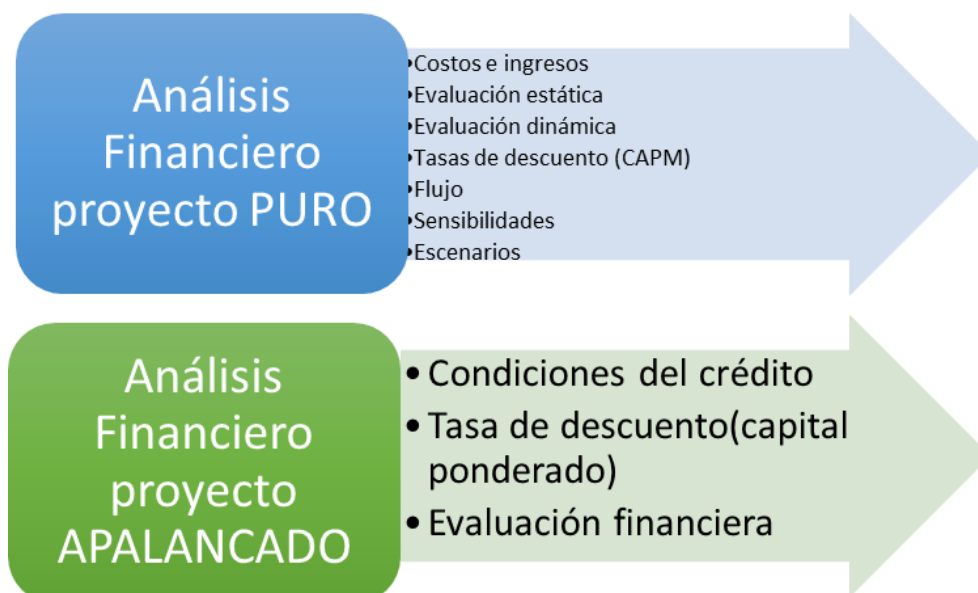 Análisis
Financiero
proyecto PURO
•Costos e ingresos
•Evaluación estática
•Evaluación dinámica
•Tasas de descuento (CAPM)
•Flujo
•Sensibilidades
•Escenarios
Análisis
Financiero
proyecto
APALANCADO
• Condiciones del crédito
• Tasa de descuento(capital
ponderado)
• Evaluación financiera